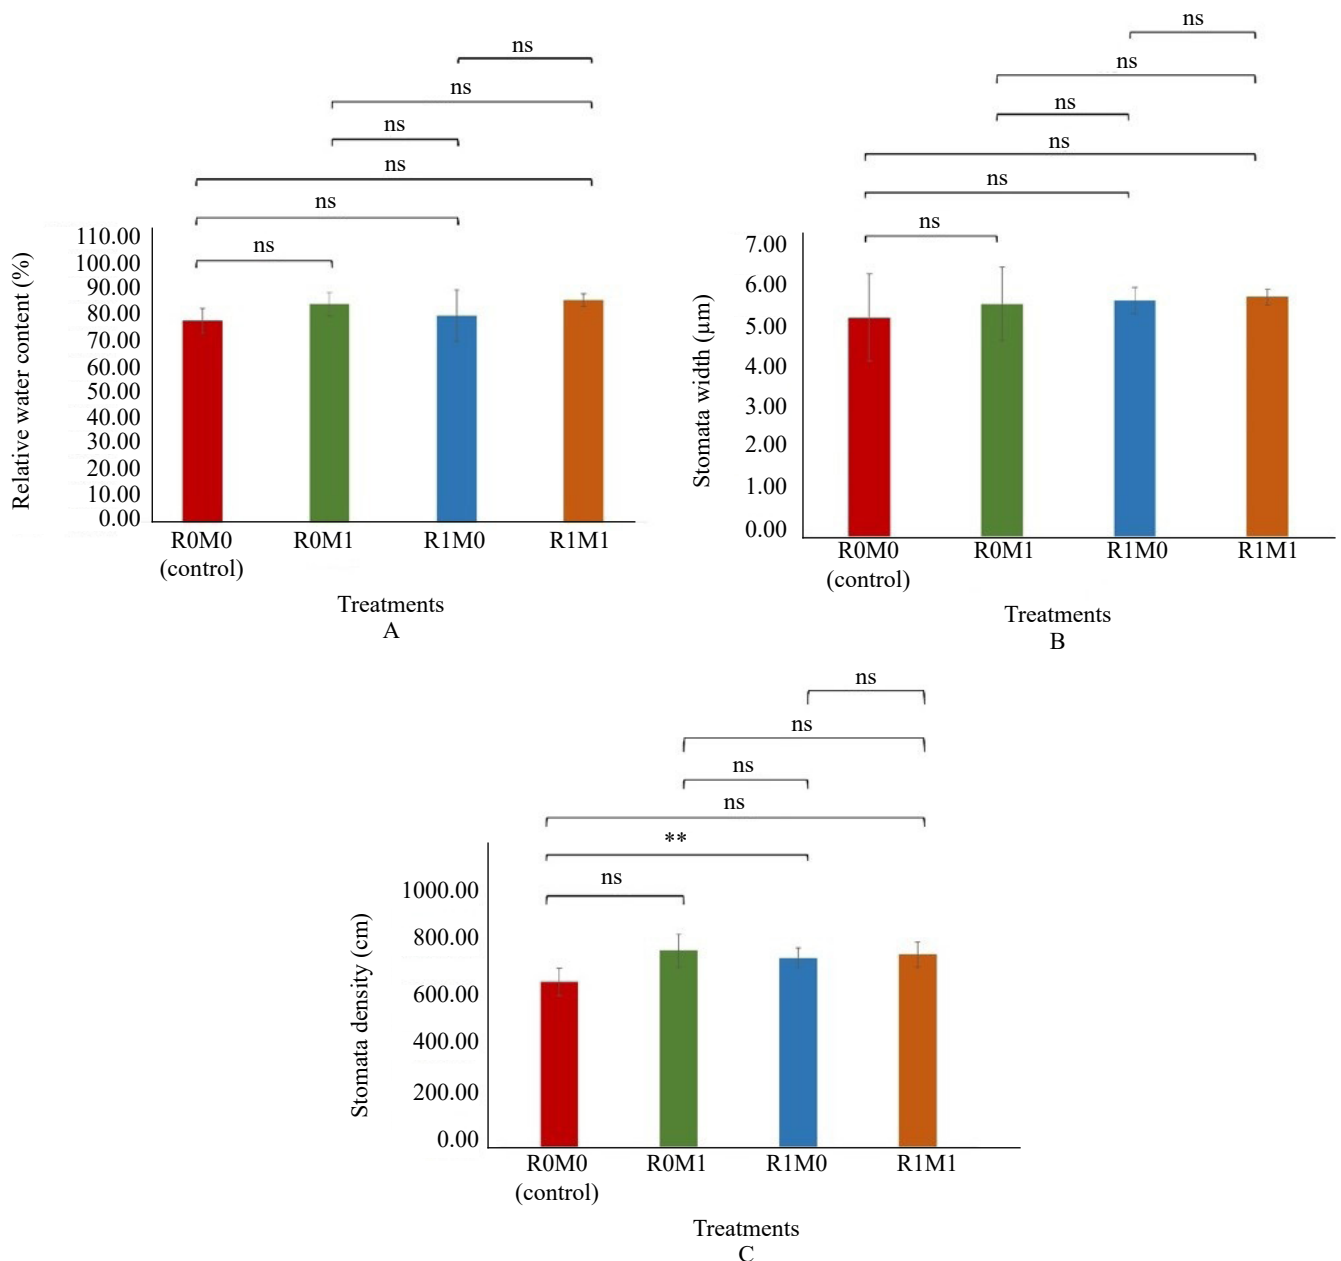 ns
ns
ns
ns
ns
ns
110.00
100.00
90.00
80.00
70.00
60.00
50.00
40.00
30.00
20.00
10.00
0.00
Relative water content (%)
R0M0 R0M1 R1M0 R1M1
(control)
Treatments
A
ns
ns
ns
ns
ns
ns
7.00
6.00
5.00
4.00
3.00
2.00
1.00
0.00
Stomata width (µm)
R0M0 R0M1 R1M0 R1M1
(control)
Treatments
B
ns
ns
ns
ns
**
ns
1000.00
800.00
600.00
400.00
200.00
0.00
Stomata density (cm)
R0M0 R0M1 R1M0 R1M1
(control)
Treatments
C